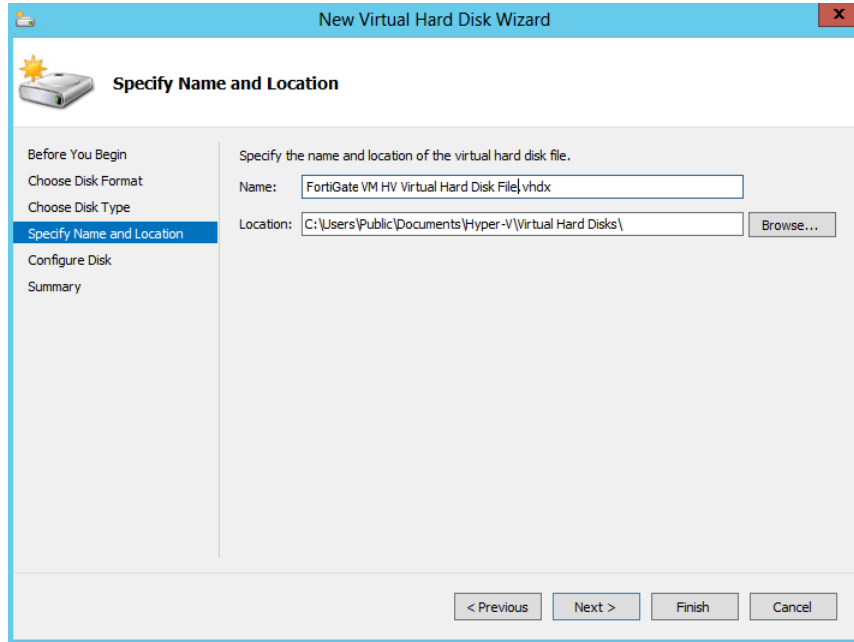 New Virtual Hard Disk Wizard
x
Specify Name and Location
Before You Begin
Choose Disk Format
Choose Disk Type
Specify Name and Location
Configure Disk
Summary
Specify the name and location of the virtual hard disk file.
Name: FortiGate VM HV Virtual Hard Disk File.vhdx
Location: C:\Users\Public\Documents\Hyper-V\Virtual Hard Disks\ Browse...
< Previous Next > Finish Cancel